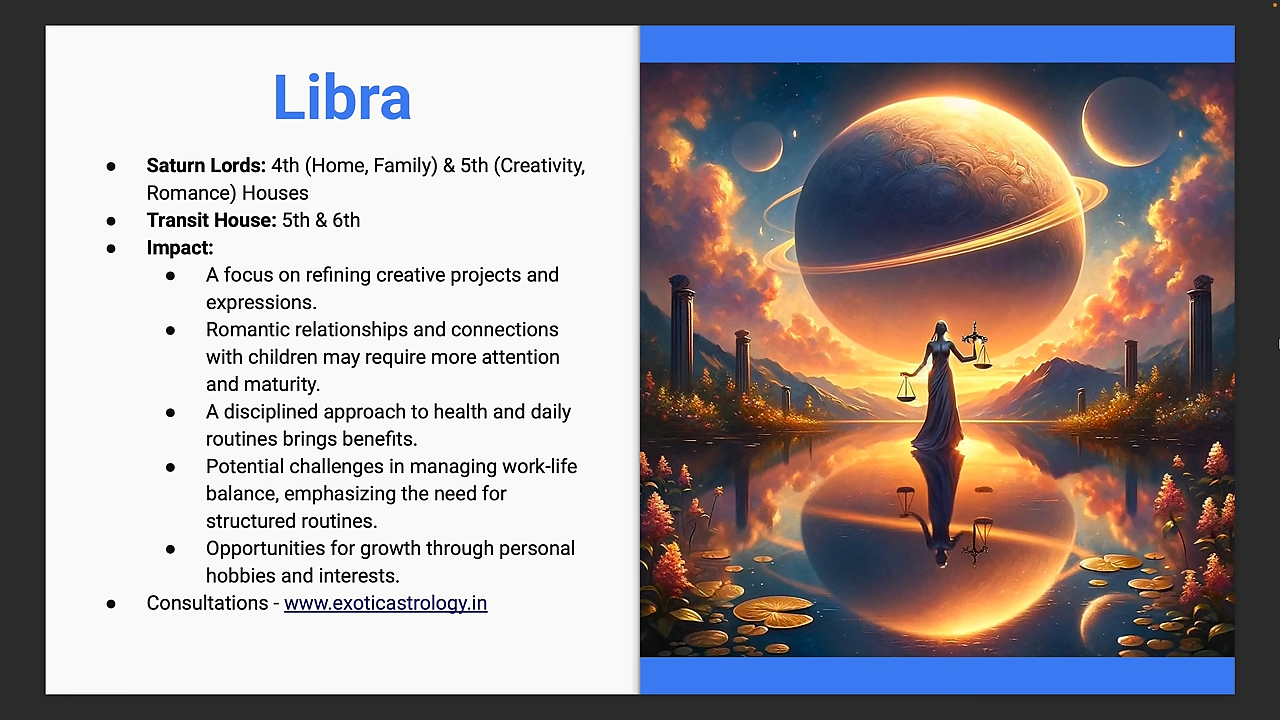 Libra
● Saturn Lords: 4th (Home, Family) & 5th (Creativity,
Romance) Houses
● Transit House: 5th & 6th
● Impact:
● A focus on refining creative projects and
expressions.
● Romantic relationships and connections
with children may require more attention
and maturity.
● A disciplined approach to health and daily
routines brings benefits.
● Potential challenges in managing work-life
balance, emphasizing the need for
structured routines.
● Opportunities for growth through personal
hobbies and interests.
● Consultations - www.exoticastrology.in